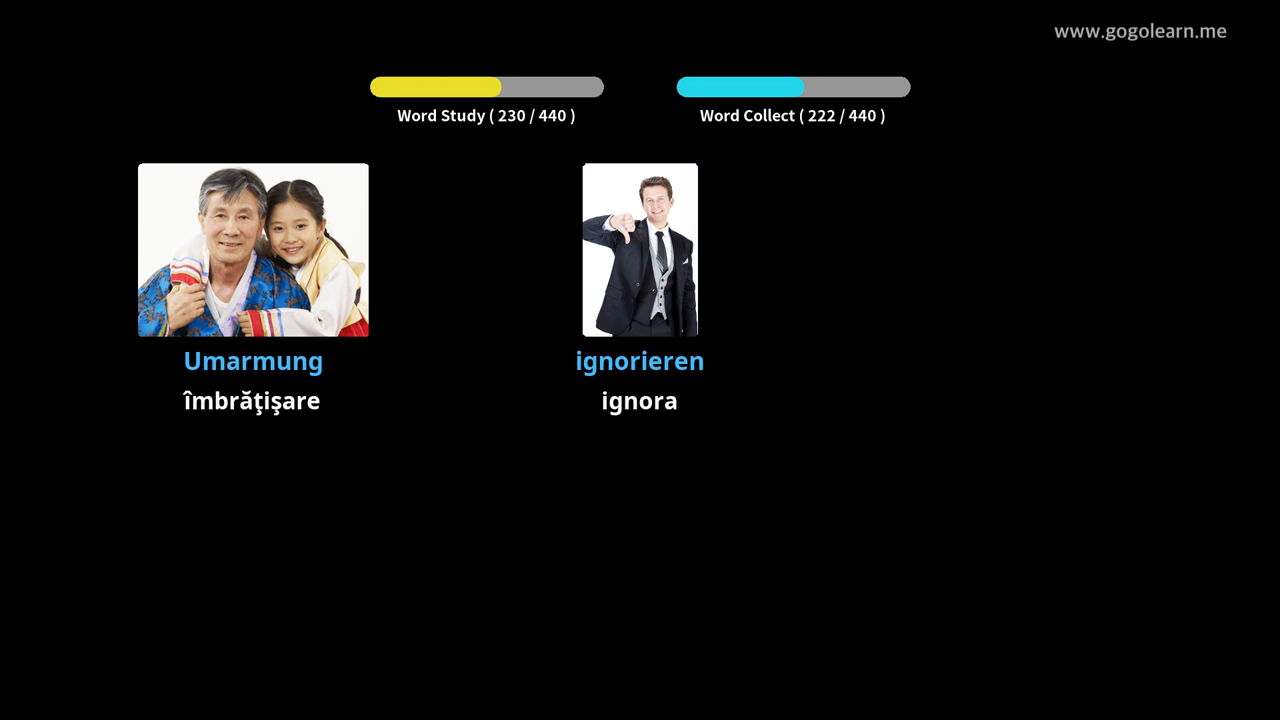 www.gogolearn.me
Word Study ( 230 / 440 )
Word Collect ( 222 / 440 )
Umarmung
îmbrăţişare
ignorieren
ignora